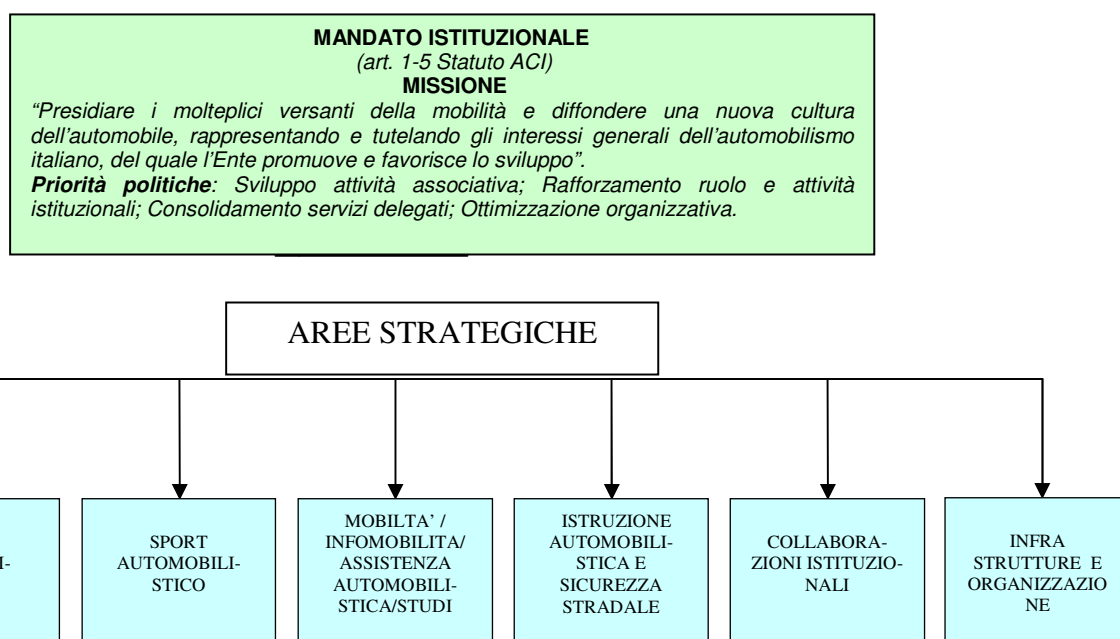 MANDATO ISTITUZIONALE
(art. 1-5 Statuto ACI)
MISSIONE
“Presidiare i molteplici versanti della mobilità e diffondere una nuova cultura
dell’automobile, rappresentando e tutelando gli interessi generali dell’automobilismo
italiano, del quale l’Ente promuove e favorisce lo sviluppo”.
Priorità politiche: Sviluppo attività associativa; Rafforzamento ruolo e attività
istituzionali; Consolidamento servizi delegati; Ottimizzazione organizzativa.
AREE STRATEGICHE
I-
SPORT
AUTOMOBILI-
STICO
MOBILTA’ /
INFOMOBILITA/
ASSISTENZA
AUTOMOBILI-
STICA/STUDI
ISTRUZIONE
AUTOMOBILI-
STICA E
SICUREZZA
STRADALE
COLLABORA-
ZIONI ISTITUZIO-
NALI
INFRA
STRUTTURE E
ORGANIZZAZIO
NE